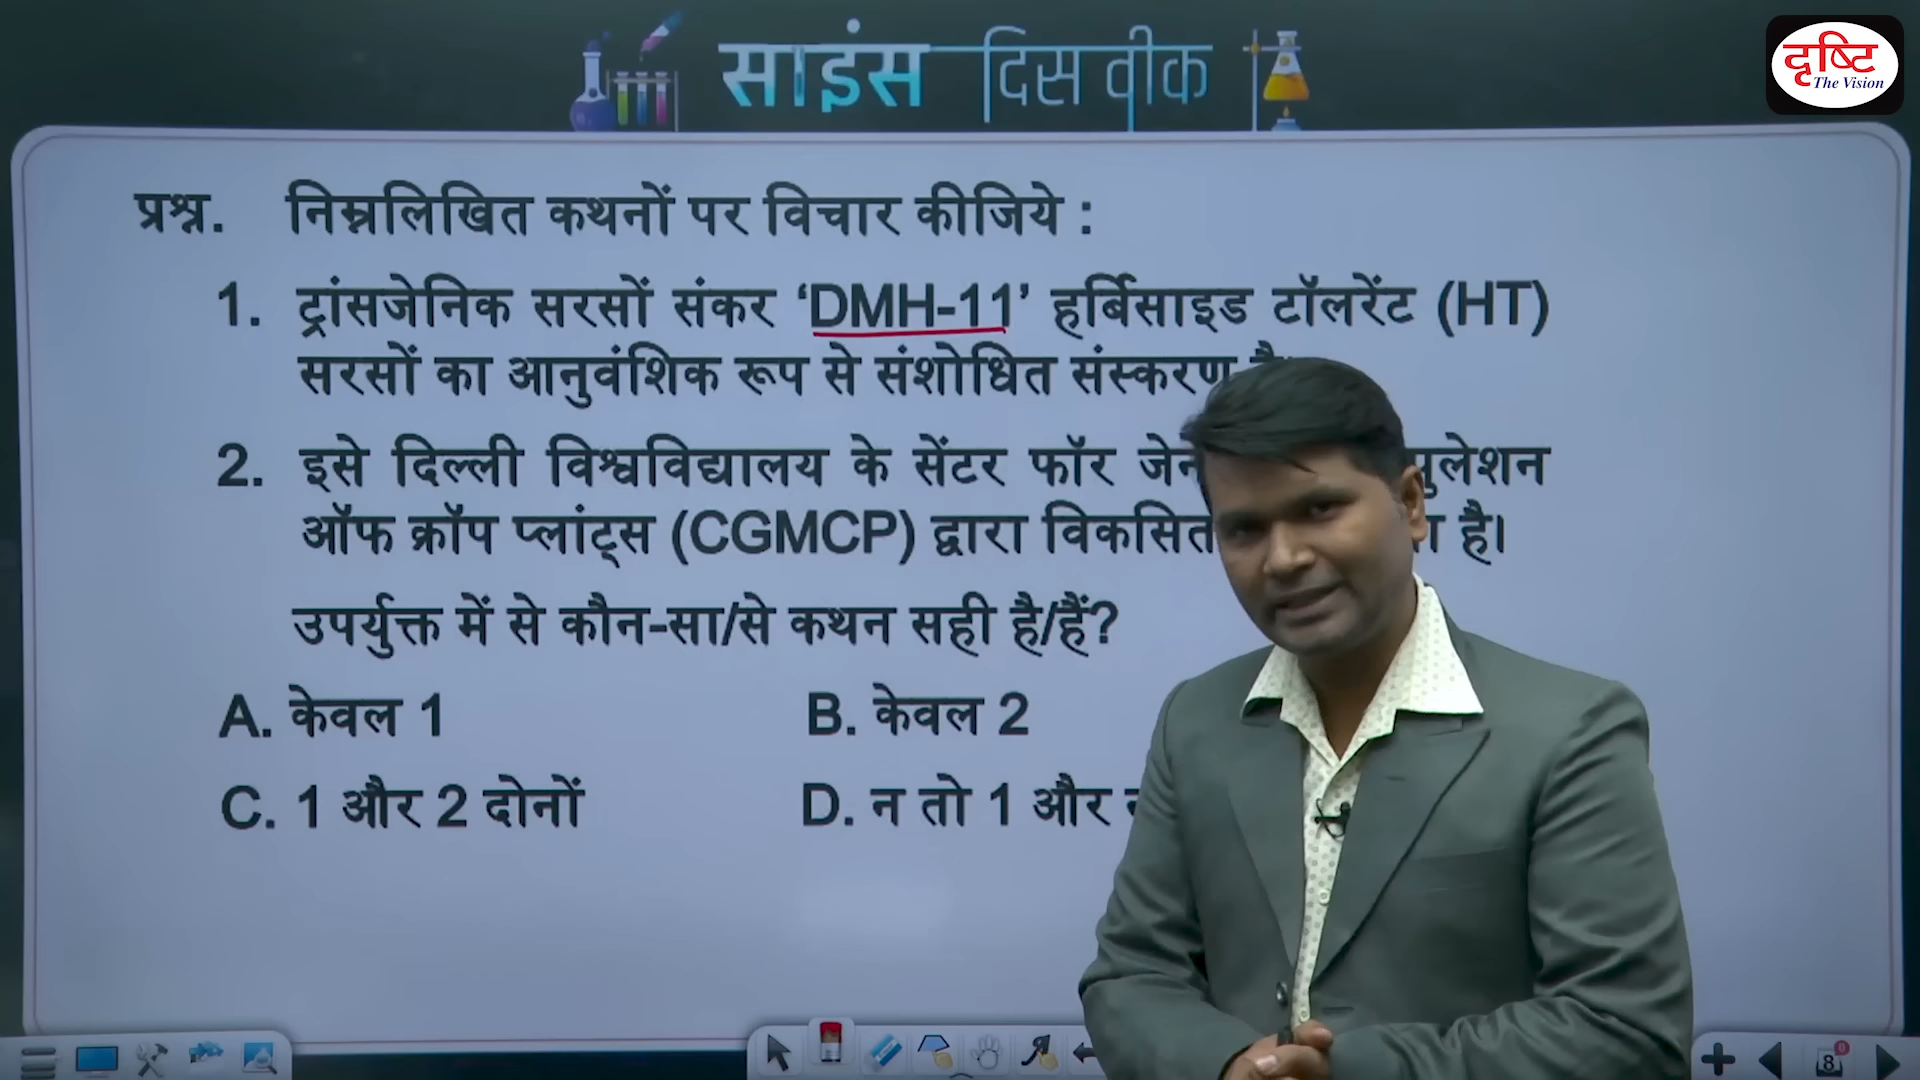 साइंस दिस वीक
दृष्टि
The Vision
प्रश्न. निम्नलिखित कथनों पर विचार कीजिये :
1. ट्रांसजेनिक सरसों संकर ‘DMH-11’ हर्बिसाइड टॉलरेंट (HT)
सरसों का आनुवंशिक रूप से संशोधित संस्करण
2. इसे दिल्ली विश्वविद्यालय के सेंटर फॉर
ऑफ क्रॉप प्लांट्स (CGMCP) द्वारा विकसित है।
उपर्युक्त में से कौन-सा/से कथन सही है/हैं?
A. केवल 1 B. केवल 2
C. 1 और 2 दोनों D. न तो 1 और
8